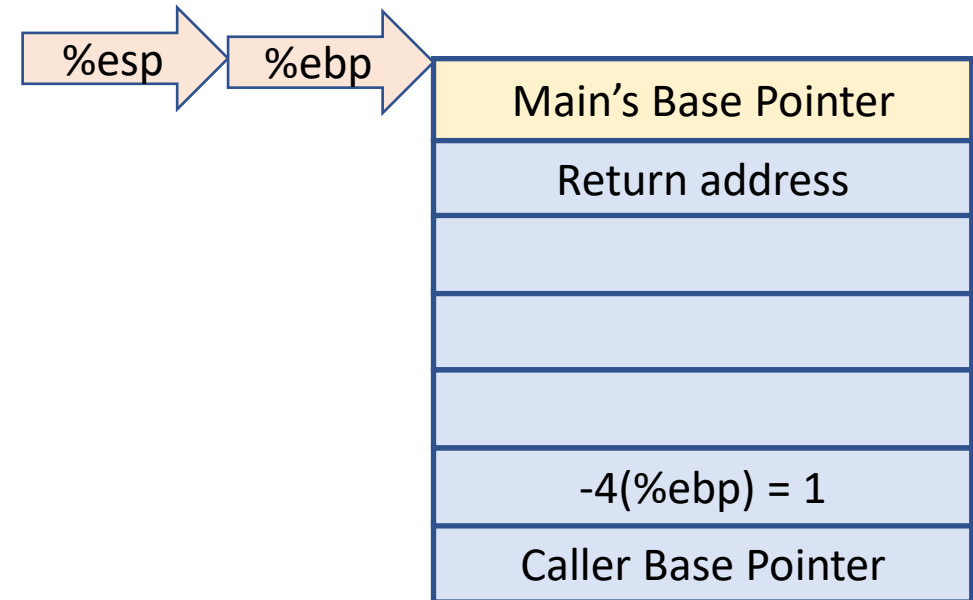 %esp
%ebp
Main’s Base Pointer
Return address
-4(%ebp) = 1
Caller Base Pointer